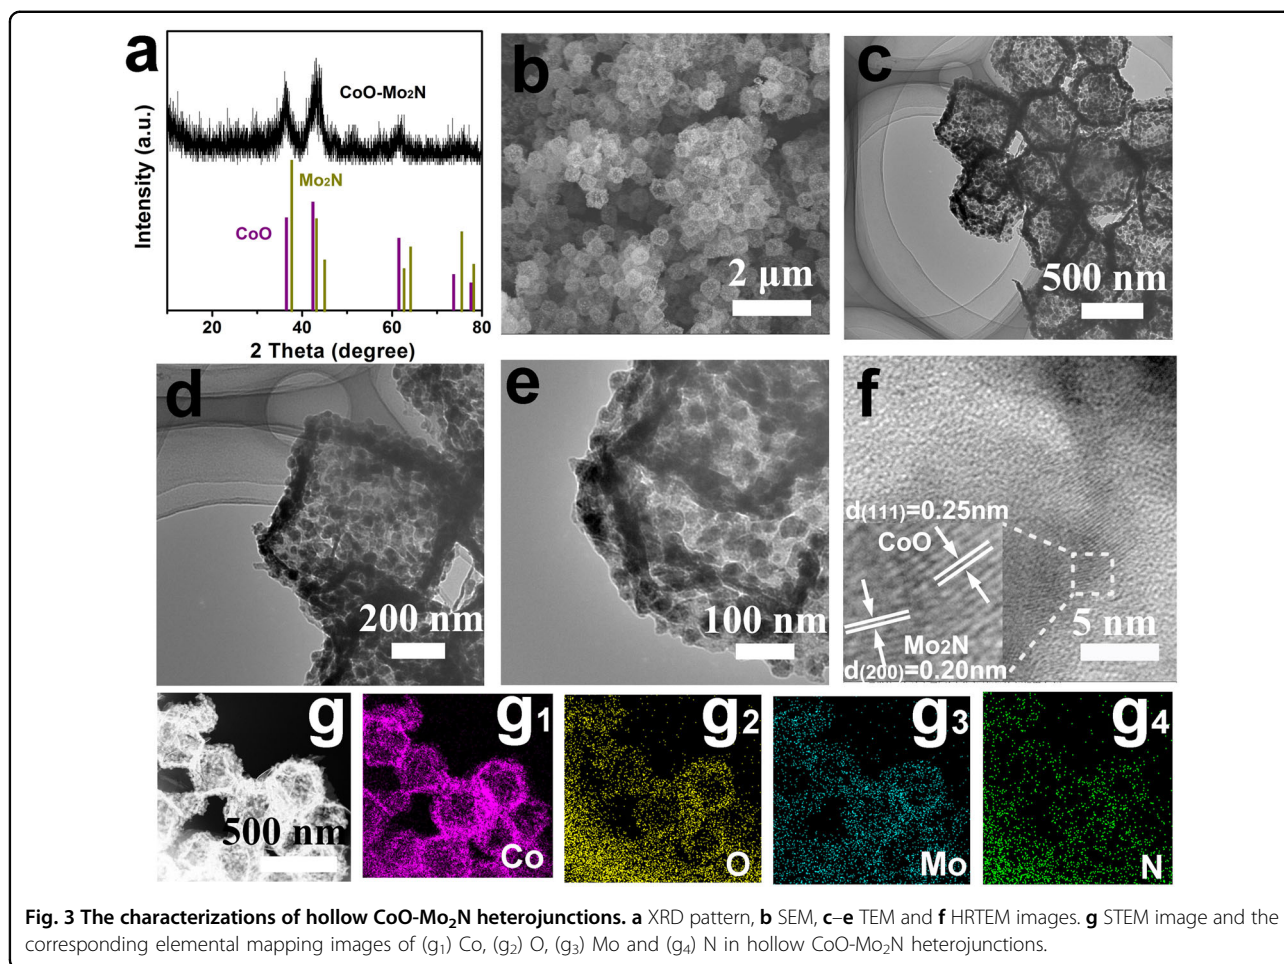 a
CoO-Mo₂N
Mo₂N
CoO
Intensity (a.u.)
20
40
60
80
2 Theta (degree)
b
2 μm
c
500 nm
d
200 nm
e
100 nm
f
d(111)=0.25nm
CoO
Mo₂N
d(200)=0.20nm
5 nm
g
500 nm
g₁
Co
g₂
O
g₃
Mo
g₄
N
Fig. 3 The characterizations of hollow CoO-Mo₂N heterojunctions. a XRD pattern, b SEM, c–e TEM and f HRTEM images. g STEM image and the
corresponding elemental mapping images of (g₁) Co, (g₂) O, (g₃) Mo and (g₄) N in hollow CoO-Mo₂N heterojunctions.